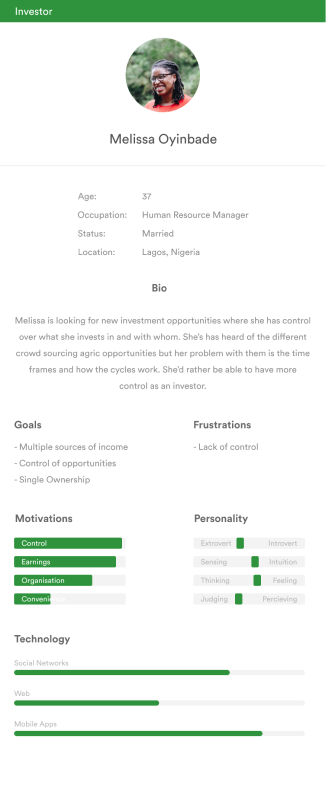 Investor
Melissa Oyinbade
Age: 37
Occupation: Human Resource Manager
Status: Married
Location: Lagos, Nigeria
Bio
Melissa is looking for new investment opportunities where she has control
over what she invests in and with whom. She's has heard of the different
crowd sourcing agric opportunities but her problem with them is the time
frames and how the cycles work. She'd rather be able to have more
control as an investor.
Goals
- Multiple sources of income
- Control of opportunities
- Single Ownership
Frustrations
- Lack of control
Motivations
Control
Earnings
Organisation
Convenience
Personality
Extrovert Introvert
Sensing Intuition
Thinking Feeling
Judging Percieving
Technology
Social Networks
Web
Mobile Apps